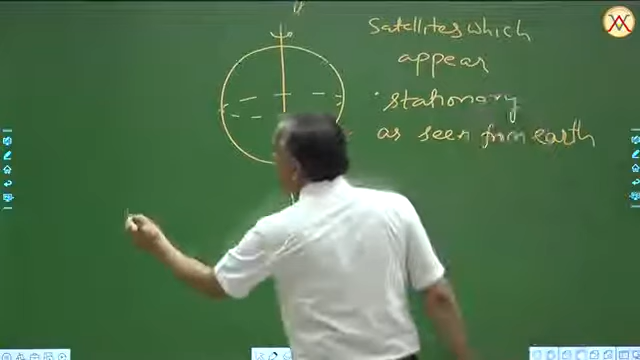 Satellites which
appear
stationary
as seen from earth